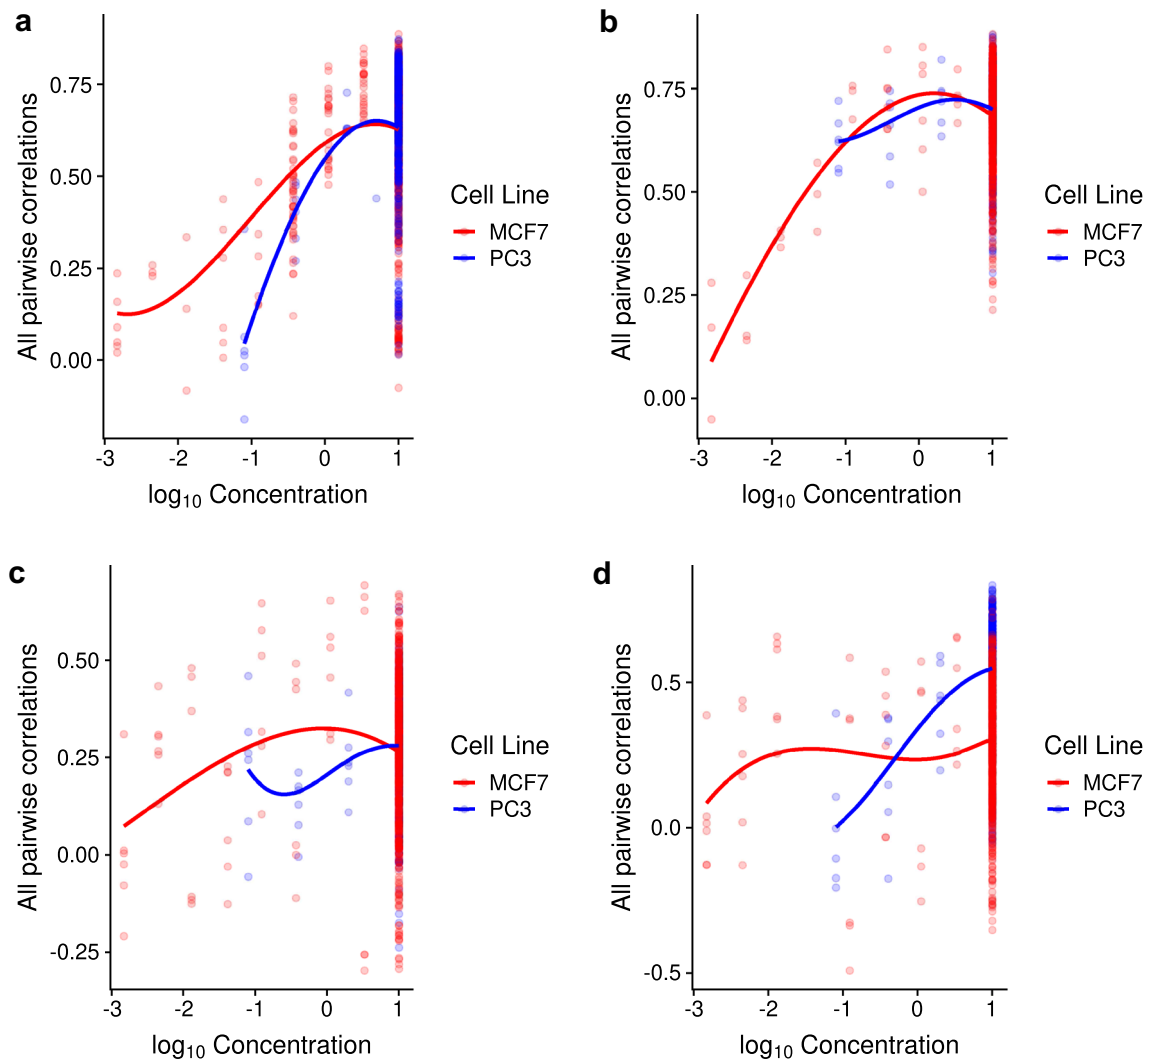 a
All pairwise correlations
0.75
0.50
0.25
0.00
-3 -2 -1 0 1
log₁₀ Concentration
Cell Line
MCF7
PC3
b
All pairwise correlations
0.75
0.50
0.25
0.00
-3 -2 -1 0 1
log₁₀ Concentration
Cell Line
MCF7
PC3
c
All pairwise correlations
0.50
0.25
0.00
-0.25
-3 -2 -1 0 1
log₁₀ Concentration
Cell Line
MCF7
PC3
d
All pairwise correlations
0.5
0.0
-0.5
-3 -2 -1 0 1
log₁₀ Concentration
Cell Line
MCF7
PC3